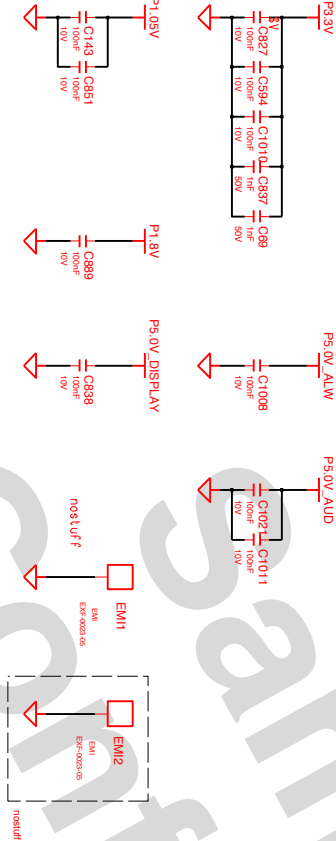 P3.3V
C827
100nF
10V
C594
100nF
10V
C1010
100nF
10V
C837
1nF
50V
C69
1nF
50V
P5.0V_ALW
C1008
100nF
10V
P5.0V_AUD
C1021
100nF
10V
C1011
100nF
10V
P1.05V
C143
100nF
10V
C851
100nF
10V
P1.8V
C889
100nF
10V
P5.0V_DISPLAY
C838
100nF
10V
nostuff
EMI1
EMI
EXF-0023-05
EMI2
EMI
EXF-0023-05
nostuff